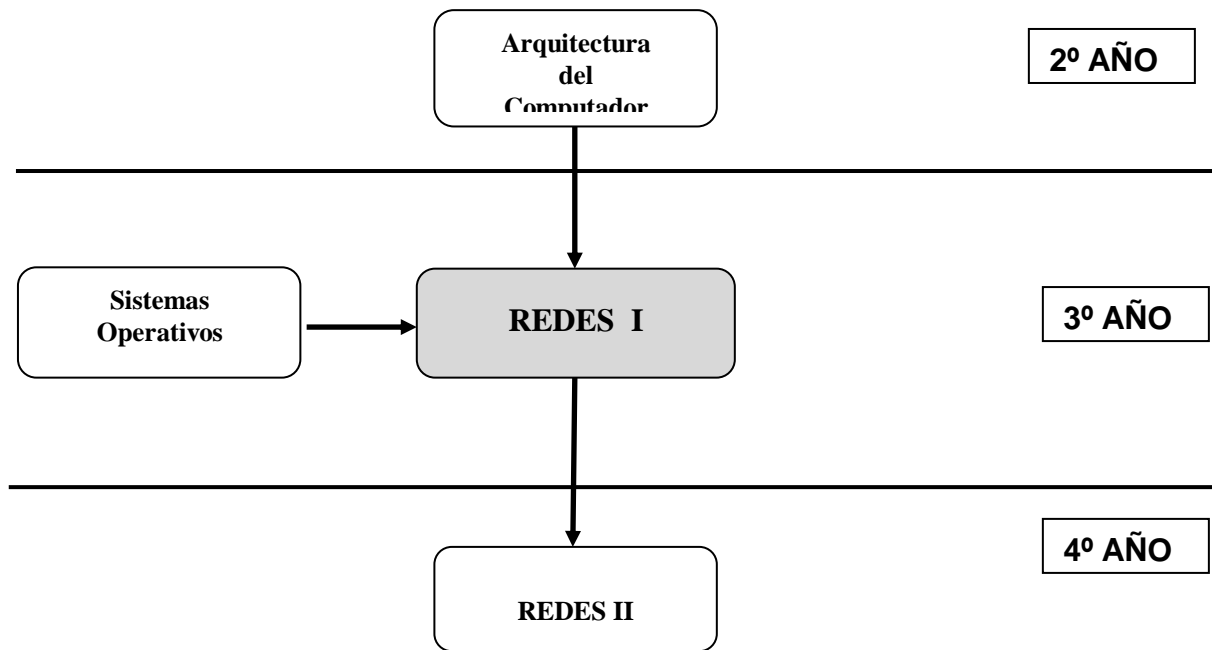 Arquitectura
2º AÑO
del
Computador
Sistemas
Operativos
REDES I
3º AÑO
4º AÑO
REDES II